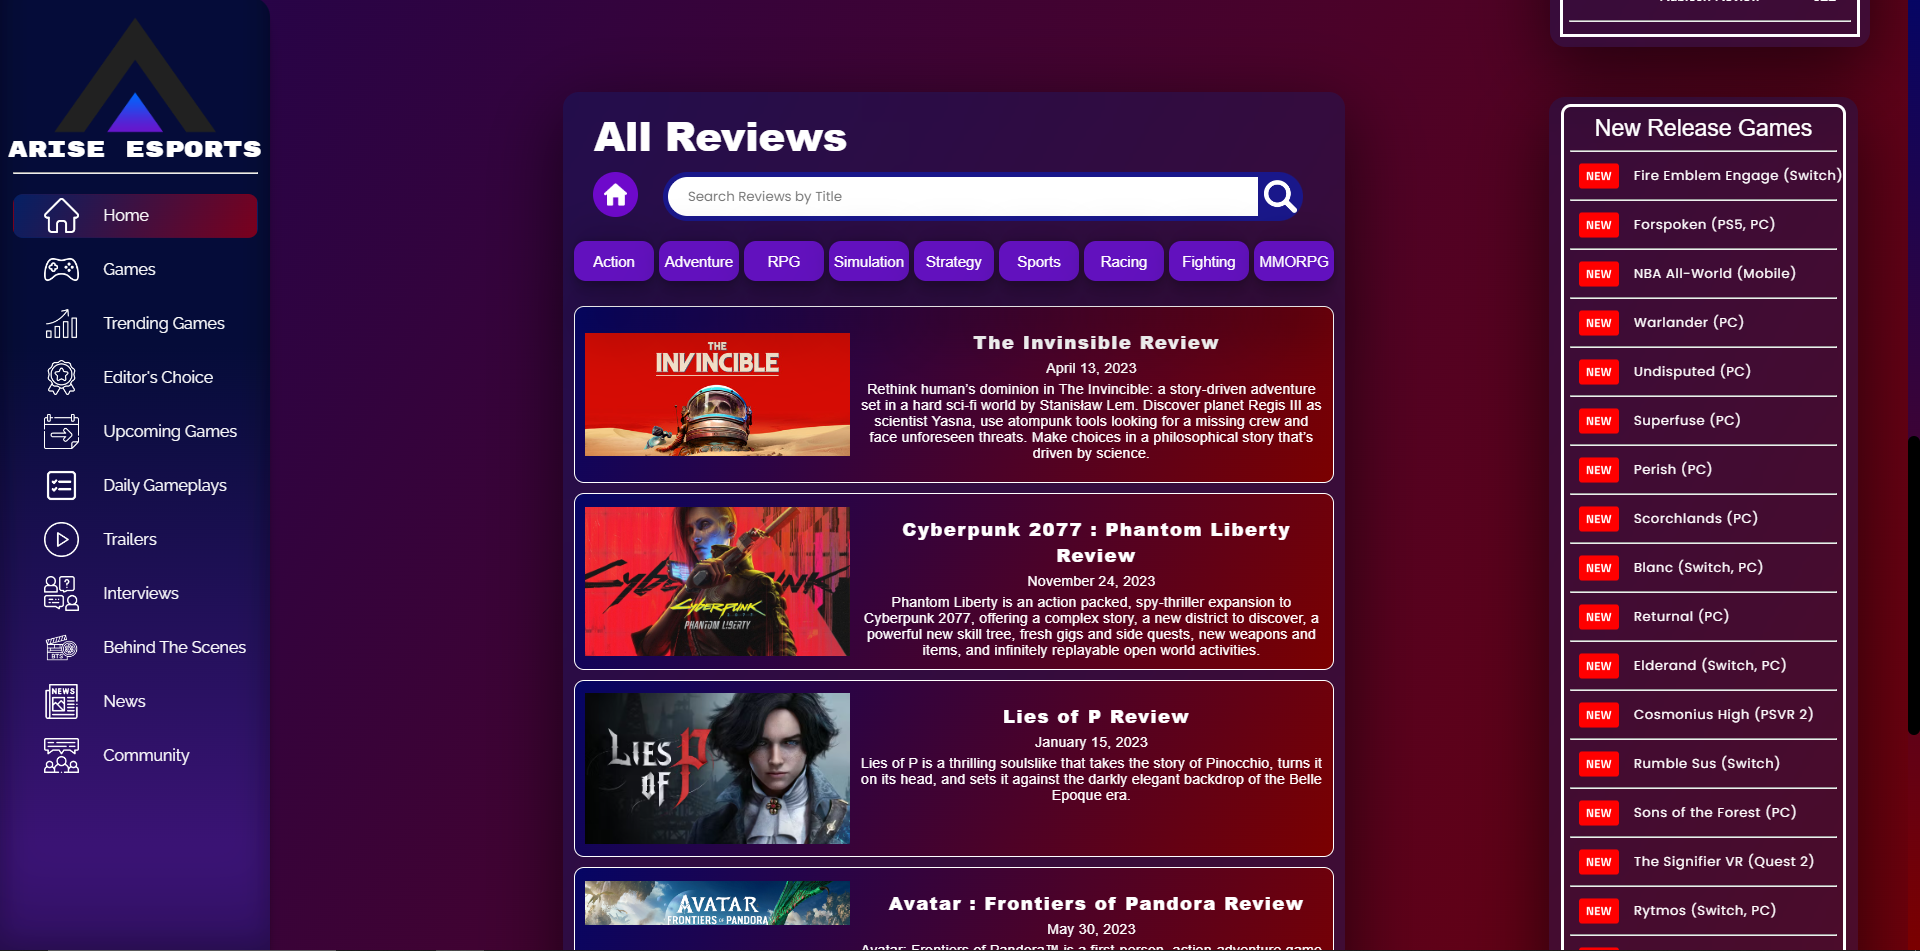 ARISE ESPORTS
Home
Games
Trending Games
Editor's Choice
Upcoming Games
Daily Gameplays
Trailers
Interviews
BTS
Behind The Scenes
NEWS
News
Community
All Reviews
Search Reviews by Title
Action
Adventure
RPG
Simulation
Strategy
Sports
Racing
Fighting
MMORPG
THE
INVINCIBLE
The Invinsible Review
April 13, 2023
Rethink human's dominion in The Invincible: a story-driven adventure
set in a hard sci-fi world by Stanisław Lem. Discover planet Regis III as
scientist Yasna, use atompunk tools looking for a missing crew and
face unforeseen threats. Make choices in a philosophical story that's
driven by science.
Cyberpunk
PHANTOM LIBERTY
Cyberpunk 2077 : Phantom Liberty
Review
November 24, 2023
Phantom Liberty is an action packed, spy-thriller expansion to
Cyberpunk 2077, offering a complex story, a new district to discover, a
powerful new skill tree, fresh gigs and side quests, new weapons and
items, and infinitely replayable open world activities.
LIES
OF P
Lies of P Review
January 15, 2023
Lies of P is a thrilling soulslike that takes the story of Pinocchio, turns it
on its head, and sets it against the darkly elegant backdrop of the Belle
Epoque era.
AVATAR
FRONTIERS OF PANDORA
Avatar : Frontiers of Pandora Review
May 30, 2023
Avatar: Frontiers of Pandora™ is a first person, action-adventure game
New Release Games
NEW Fire Emblem Engage (Switch)
NEW Forspoken (PS5, PC)
NEW NBA All-World (Mobile)
NEW Warlander (PC)
NEW Undisputed (PC)
NEW Superfuse (PC)
NEW Perish (PC)
NEW Scorchlands (PC)
NEW Blanc (Switch, PC)
NEW Returnal (PC)
NEW Elderand (Switch, PC)
NEW Cosmonius High (PSVR 2)
NEW Rumble Sus (Switch)
NEW Sons of the Forest (PC)
NEW The Signifier VR (Quest 2)
NEW Rytmos (Switch, PC)